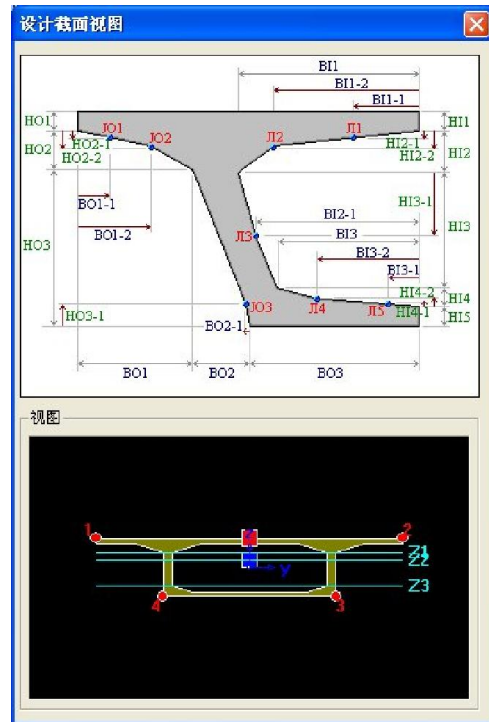 设计截面视图
BI1
BI1-2
BI1-1
HO1
JO1
JO2
JI2
JI1
HI1
HO2
HO2-1
HO2-2
HI2-1
HI2-2
HI2
BO1-1
BO1-2
HI3-1
BI2-1
HO3
JI3
BI3
HI3
BI3-2
BI3-1
HO3-1
JO3
JI4
JI5
HI4-2
HI4-1
HI4
HI5
BO2-1
BO1
BO2
BO3
视图
1
2
Z1
Z2
y
Z3
4
3